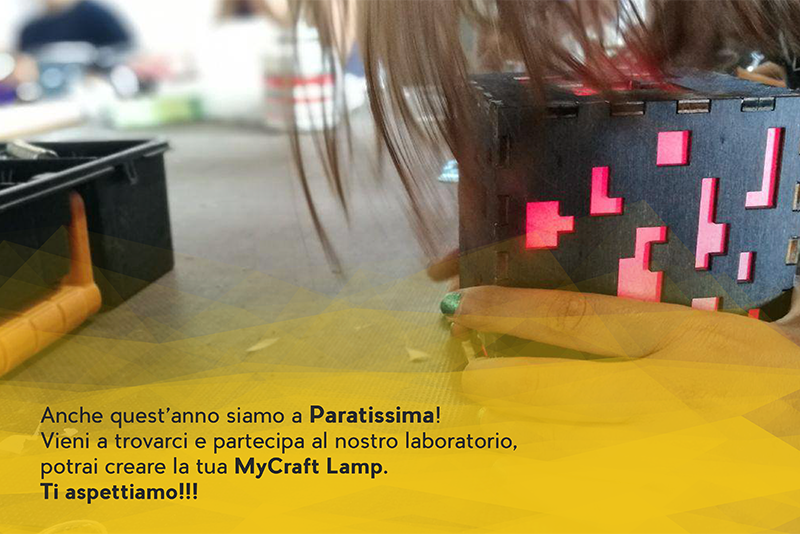 Anche quest'anno siamo a Paratissima!
Vieni a trovarci e partecipa al nostro laboratorio,
potrai creare la tua MyCraft Lamp.
Ti aspettiamo!!!